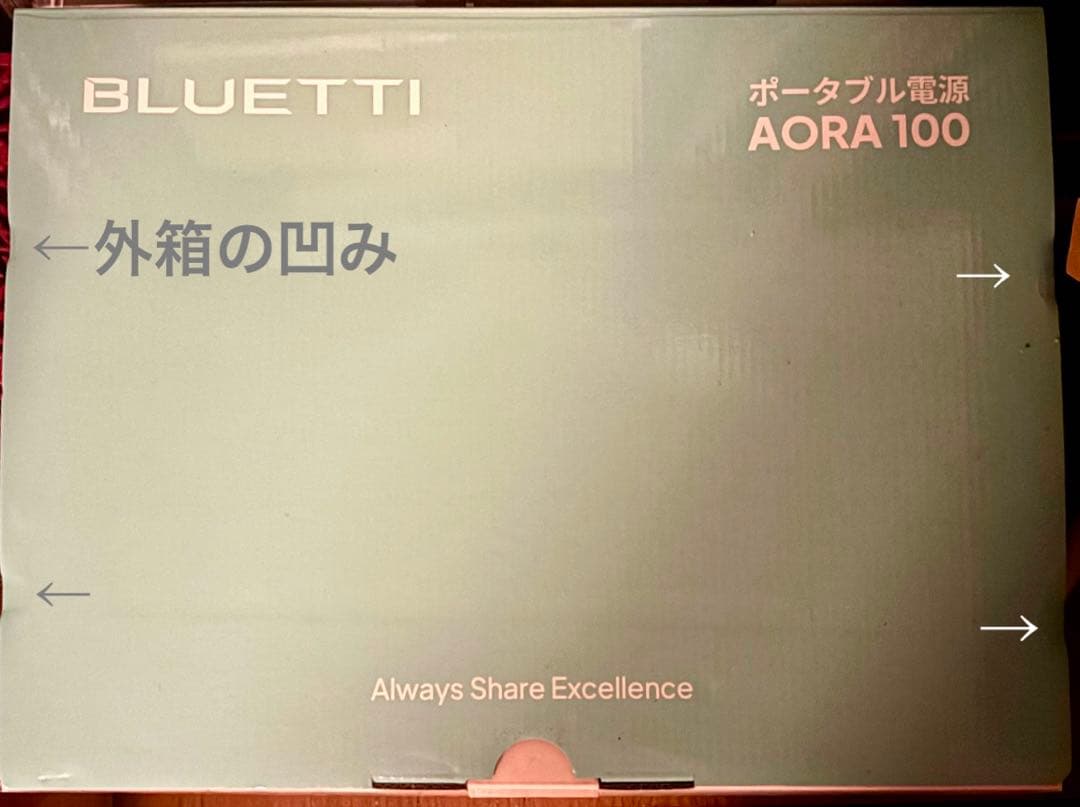 BLUETTI
ポータブル電源
AORA 100
←外箱の凹み
→
←
→
Always Share Excellence